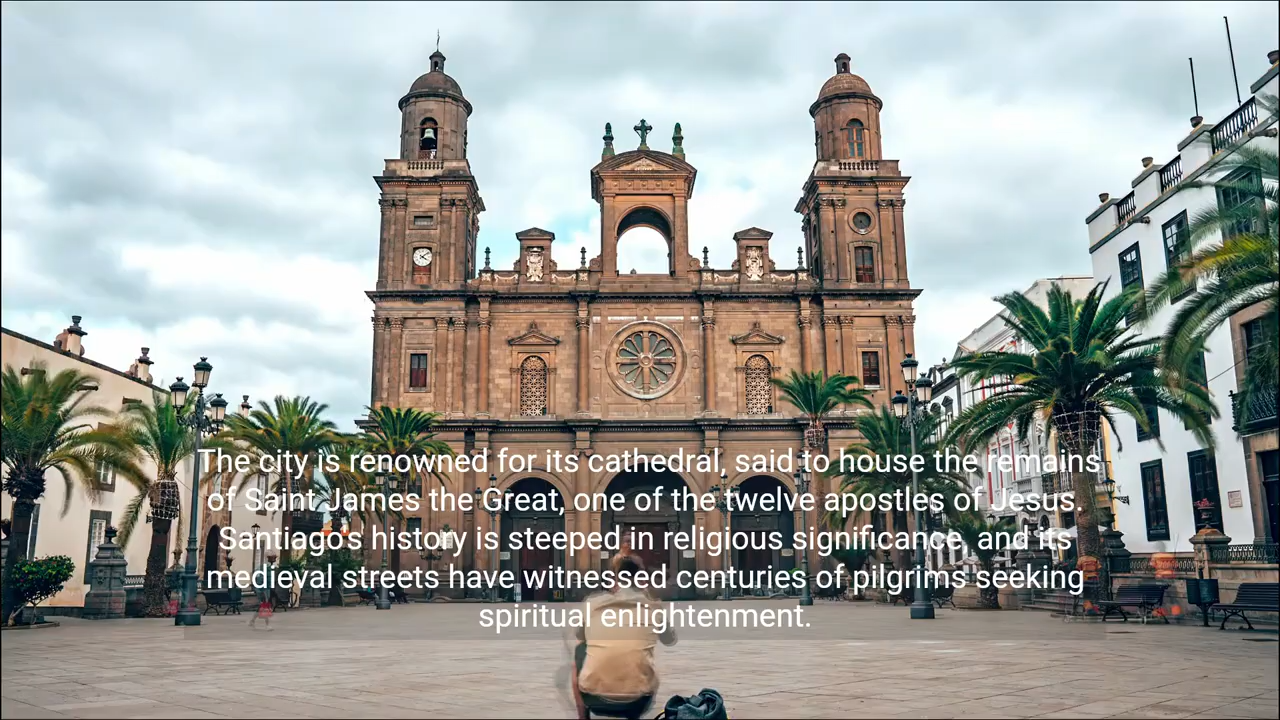 The city is renowned for its cathedral, said to house the remains
of Saint James the Great, one of the twelve apostles of Jesus.
Santiago's history is steeped in religious significance, and its
medieval streets have witnessed centuries of pilgrims seeking
spiritual enlightenment.